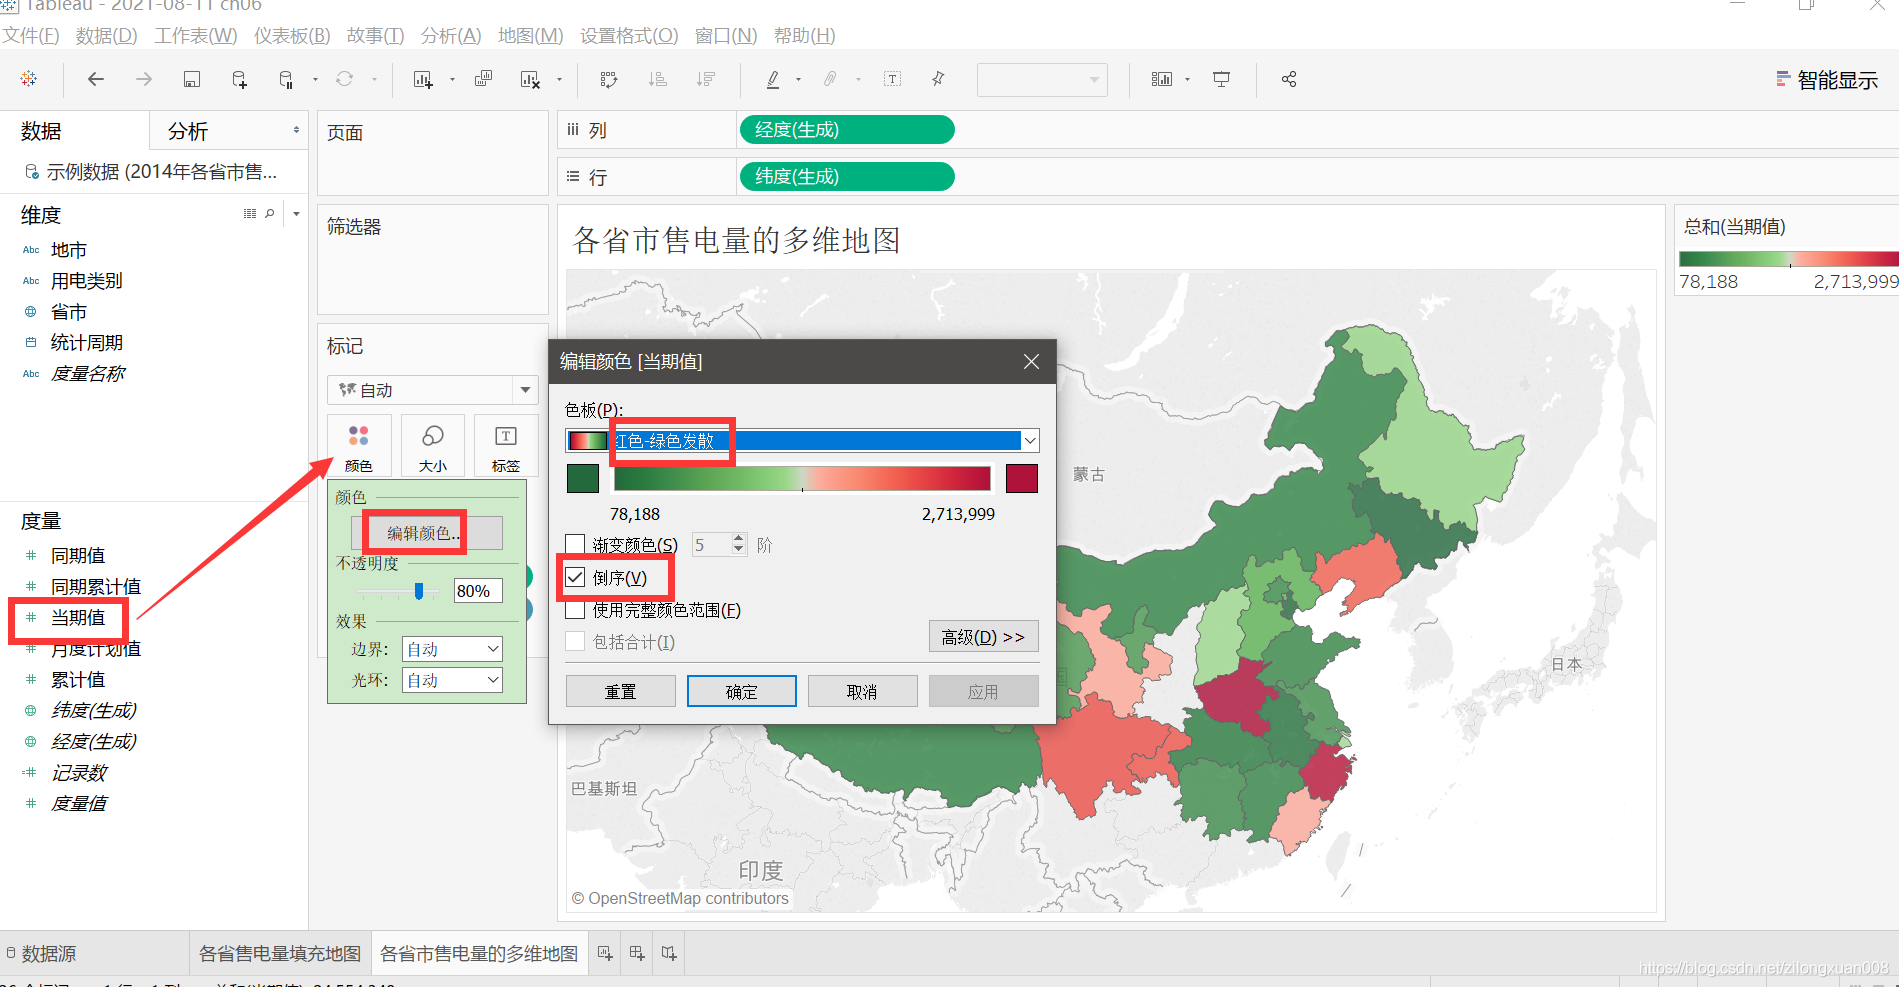 Tableau - 2021-08-11 ch06
文件(F) 数据(D) 工作表(W) 仪表板(B) 故事(T) 分析(A) 地图(M) 设置格式(O) 窗口(N) 帮助(H)
智能显示
数据 分析
示例数据 (2014年各省市售...
维度
Abc 地市
Abc 用电类别
省市
统计周期
Abc 度量名称
度量
同期值
同期累计值
当期值
月度计划值
累计值
纬度(生成)
经度(生成)
记录数
度量值
页面
筛选器
标记
自动
颜色 大小 标签
颜色
编辑颜色..
不透明度
80%
效果
边界: 自动
光环: 自动
列 经度(生成)
行 纬度(生成)
各省市售电量的多维地图
编辑颜色 [当期值]
色板(P):
红色-绿色发散
78,188 2,713,999
渐变颜色(S) 5 阶
倒序(V)
使用完整颜色范围(F)
包括合计(I)
高级(D) >>
重置 确定 取消 应用
蒙古
国
日本
巴基斯坦
印度
© OpenStreetMap contributors
总和(当期值)
78,188 2,713,999
数据源 各省售电量填充地图 各省市售电量的多维地图
https://blog.csdn.net/zilongxuan008